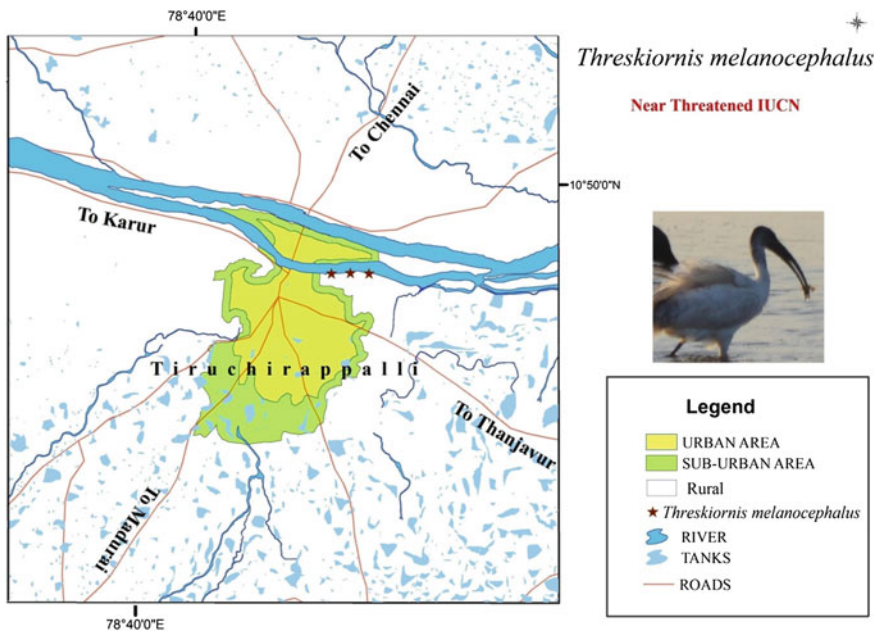 78°40'0"E
Threskiornis melanocephalus
Near Threatened IUCN
To Chennai
10°50'0"N
To Karur
Tiruchirappalli
To Thanjavur
To Madurai
78°40'0"E
Legend
URBAN AREA
SUB-URBAN AREA
Rural
Threskiornis melanocephalus
RIVER
TANKS
ROADS